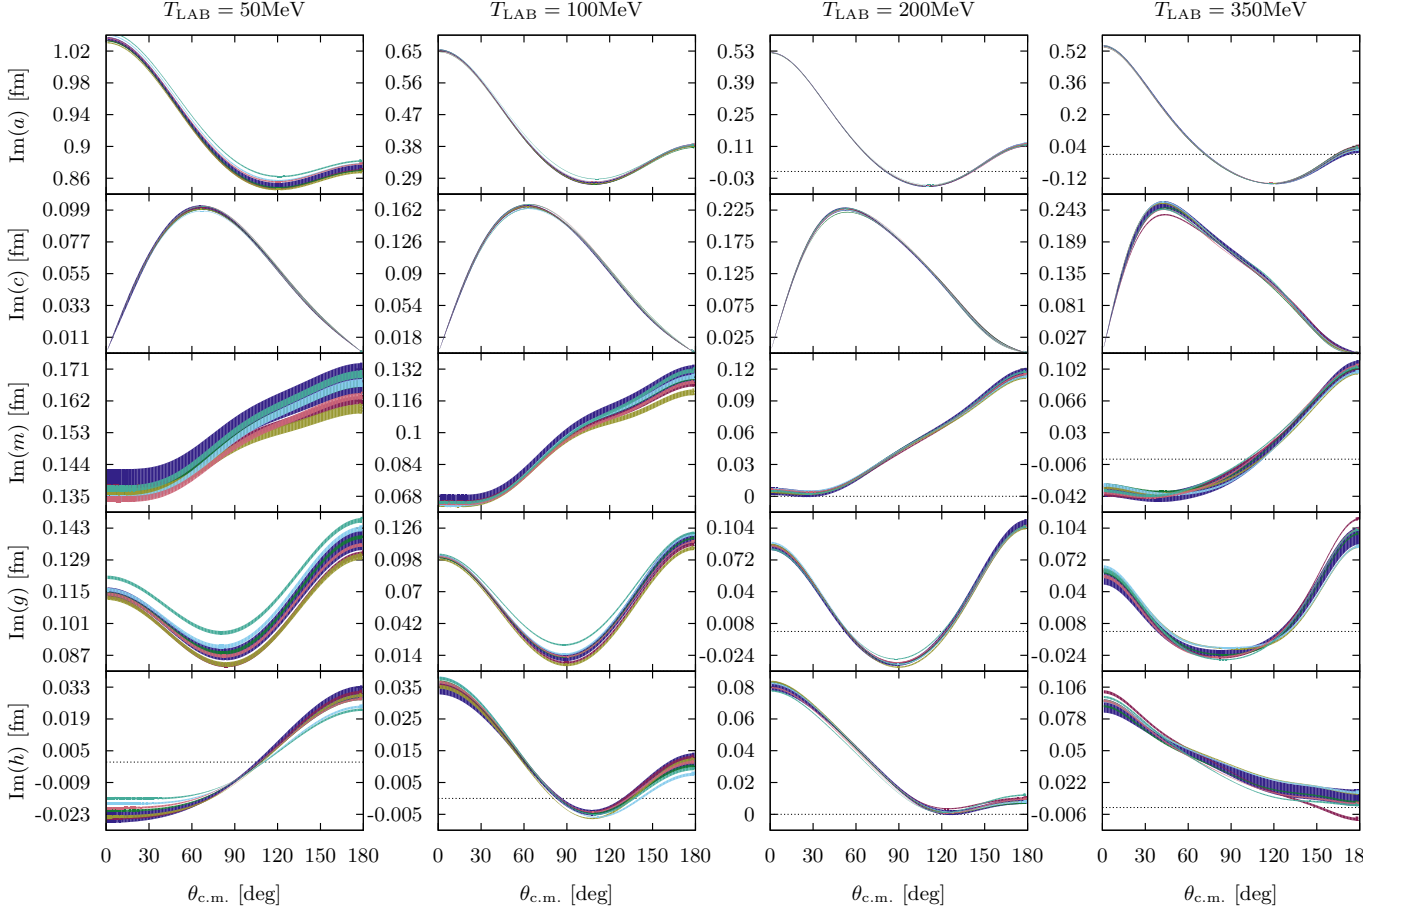 T_LAB = 50MeV T_LAB = 100MeV T_LAB = 200MeV T_LAB = 350MeV
Im(a) [fm]
1.02 0.65 0.53 0.52
0.98 0.56 0.39 0.36
0.94 0.47 0.25 0.2
0.9 0.38 0.11 0.04
0.86 0.29 -0.03 -0.12
Im(c) [fm]
0.099 0.162 0.225 0.243
0.077 0.126 0.175 0.189
0.055 0.09 0.125 0.135
0.033 0.054 0.075 0.081
0.011 0.018 0.025 0.027
Im(m) [fm]
0.171 0.132 0.12 0.102
0.162 0.116 0.09 0.066
0.153 0.1 0.06 0.03
0.144 0.084 0.03 -0.006
0.135 0.068 0 -0.042
Im(g) [fm]
0.143 0.126 0.104 0.104
0.129 0.098 0.072 0.072
0.115 0.07 0.04 0.04
0.101 0.042 0.008 0.008
0.087 0.014 -0.024 -0.024
Im(h) [fm]
0.033 0.035 0.08 0.106
0.019 0.025 0.06 0.078
0.005 0.015 0.04 0.05
-0.009 0.005 0.02 0.022
-0.023 -0.005 0 -0.006
0 30 60 90 120 150 180 0 30 60 90 120 150 180 0 30 60 90 120 150 180 0 30 60 90 120 150 18
θc.m. [deg] θc.m. [deg] θc.m. [deg] θc.m. [deg]